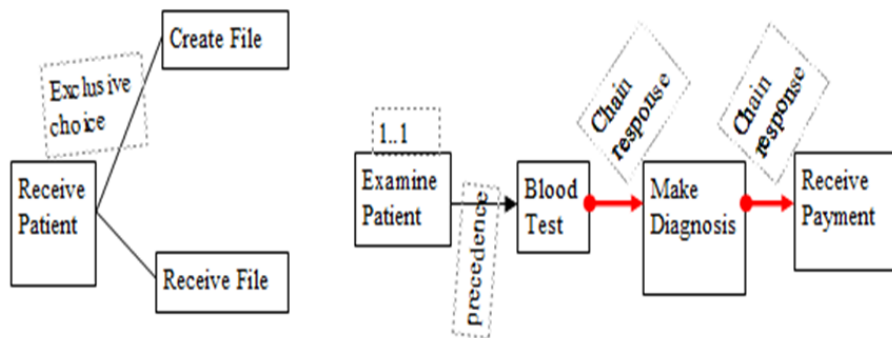 Create File
Exclusive
choice
Receive
Patient
Receive File
1..1
Examine
Patient
precedence
Blood
Test
Chain
response
Make
Diagnosis
Chain
response
Receive
Payment